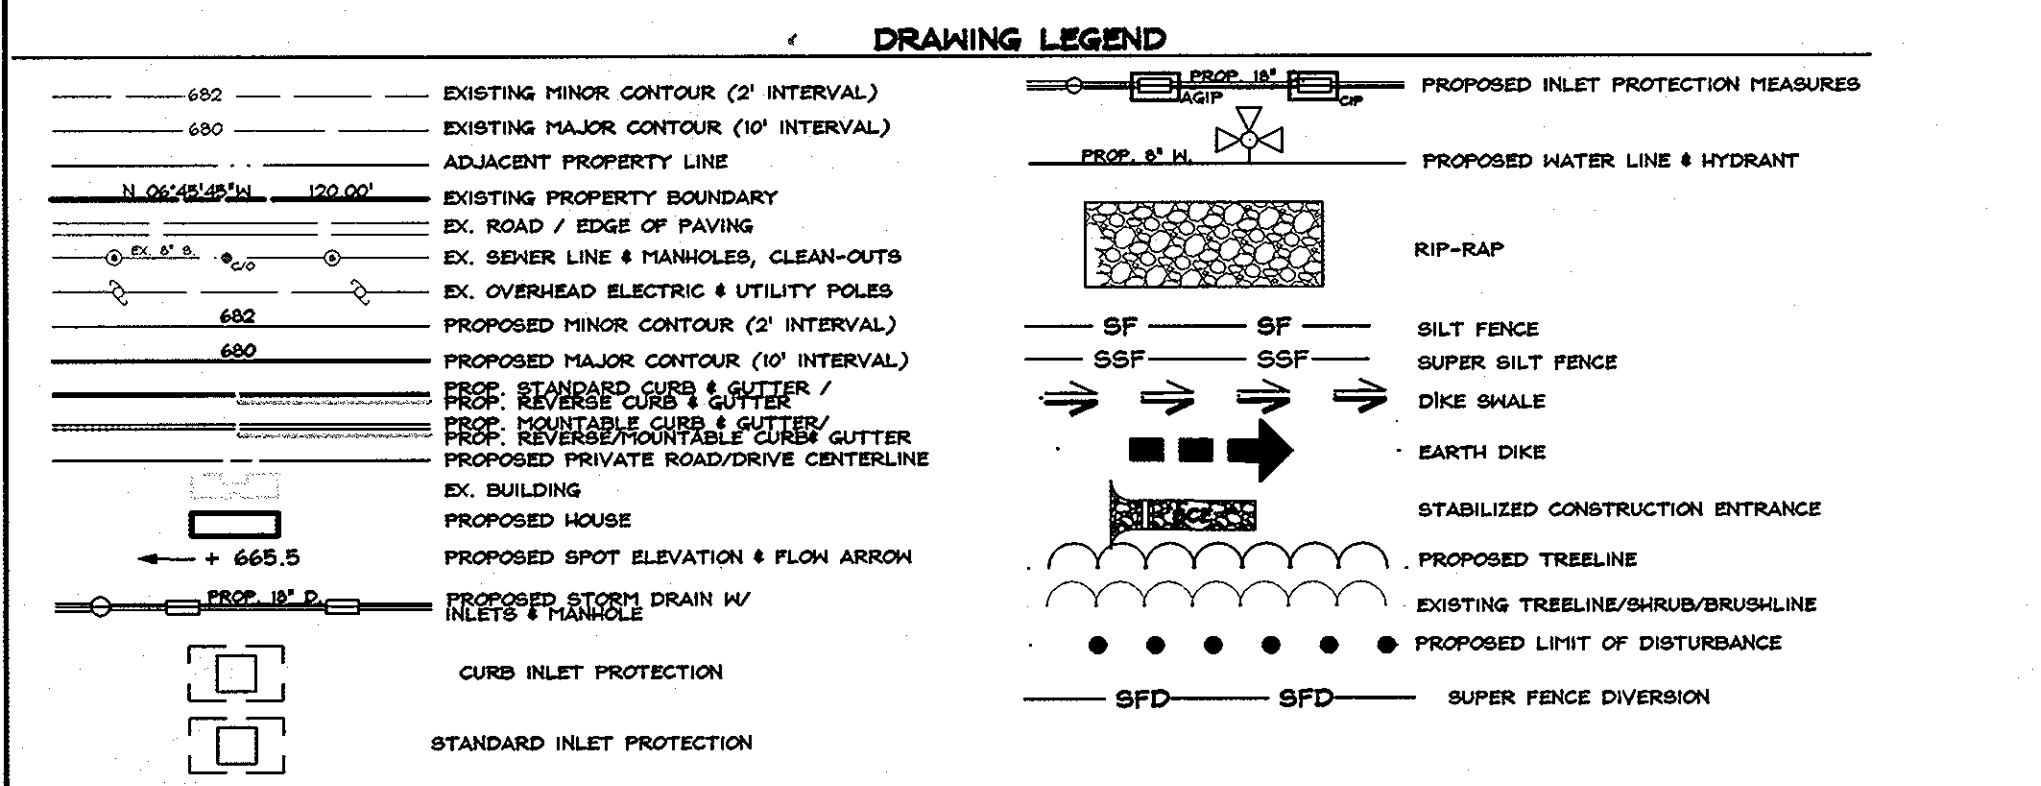 DRAWING LEGEND
682 EXISTING MINOR CONTOUR (2' INTERVAL)
680 EXISTING MAJOR CONTOUR (10' INTERVAL)
ADJACENT PROPERTY LINE
N 06°45'45"W 120.00' EXISTING PROPERTY BOUNDARY
EX. ROAD / EDGE OF PAVING
EX. 8" S. C/O EX. SEWER LINE & MANHOLES, CLEAN-OUTS
EX. OVERHEAD ELECTRIC & UTILITY POLES
682 PROPOSED MINOR CONTOUR (2' INTERVAL)
680 PROPOSED MAJOR CONTOUR (10' INTERVAL)
PROP. STANDARD CURB & GUTTER /
PROP. REVERSE CURB & GUTTER
PROP. MOUNTABLE CURB & GUTTER/
PROP. REVERSE/MOUNTABLE CURB& GUTTER
PROPOSED PRIVATE ROAD/DRIVE CENTERLINE
EX. BUILDING
PROPOSED HOUSE
+ 665.5 PROPOSED SPOT ELEVATION & FLOW ARROW
PROP. 18" D. PROPOSED STORM DRAIN W/
INLETS & MANHOLE
CURB INLET PROTECTION
STANDARD INLET PROTECTION
PROP. 18" AGIP CIP PROPOSED INLET PROTECTION MEASURES
PROP. 8" W. PROPOSED WATER LINE & HYDRANT
RIP-RAP
SF SF SILT FENCE
SSF SSF SUPER SILT FENCE
DIKE SWALE
EARTH DIKE
SCE STABILIZED CONSTRUCTION ENTRANCE
PROPOSED TREELINE
EXISTING TREELINE/SHRUB/BRUSHLINE
PROPOSED LIMIT OF DISTURBANCE
SFD SFD SUPER FENCE DIVERSION